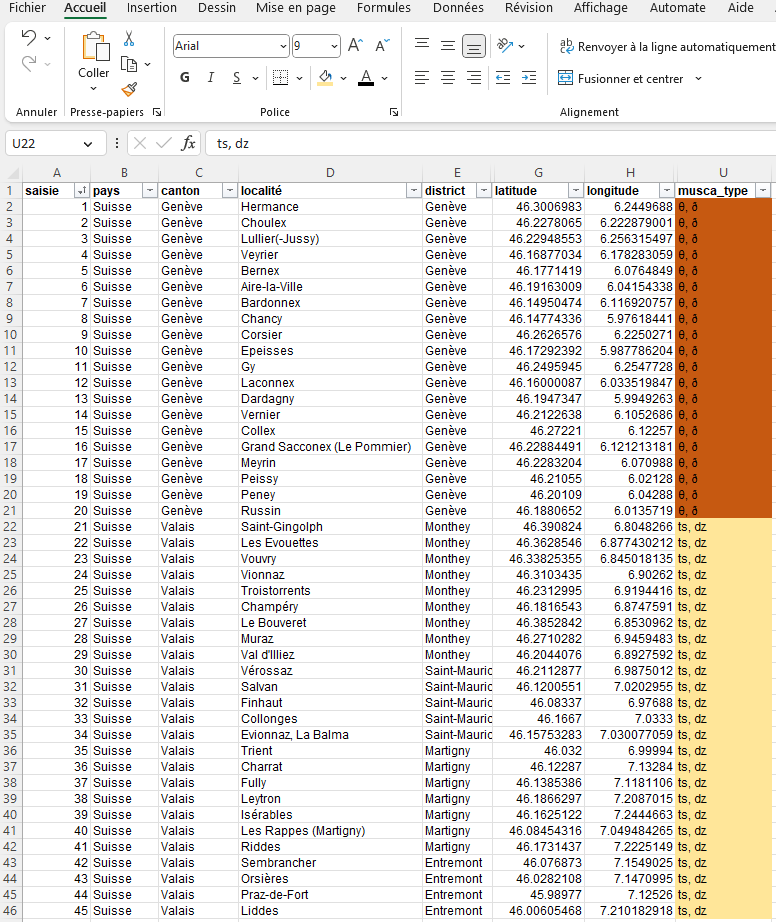 Fichier Accueil Insertion Dessin Mise en page Formules Données Révision Affichage Automate Aide
Arial 9 A A ab Renvoyer à la ligne automatiquement
Coller G I S A Fusionner et centrer
Annuler Presse-papiers Police Alignement
U22 fx ts, dz
A B C D E G H U
1 saisie pays canton localité district latitude longitude musca_type
2 1 Suisse Genève Hermance Genève 46.3006983 6.2449688 θ, ð
3 2 Suisse Genève Choulex Genève 46.2278065 6.222879001 θ, ð
4 3 Suisse Genève Lullier(-Jussy) Genève 46.22948553 6.256315497 θ, ð
5 4 Suisse Genève Veyrier Genève 46.16877034 6.178283059 θ, ð
6 5 Suisse Genève Bernex Genève 46.1771419 6.0764849 θ, ð
7 6 Suisse Genève Aire-la-Ville Genève 46.19163009 6.04154338 θ, ð
8 7 Suisse Genève Bardonnex Genève 46.14950474 6.116920757 θ, ð
9 8 Suisse Genève Chancy Genève 46.14774336 5.97618441 θ, ð
10 9 Suisse Genève Corsier Genève 46.2626576 6.2250271 θ, ð
11 10 Suisse Genève Epeisses Genève 46.17292392 5.987786204 θ, ð
12 11 Suisse Genève Gy Genève 46.2495945 6.2547728 θ, ð
13 12 Suisse Genève Laconnex Genève 46.16000087 6.033519847 θ, ð
14 13 Suisse Genève Dardagny Genève 46.1947347 5.9949263 θ, ð
15 14 Suisse Genève Vernier Genève 46.2122638 6.1052686 θ, ð
16 15 Suisse Genève Collex Genève 46.27221 6.12257 θ, ð
17 16 Suisse Genève Grand Sacconex (Le Pommier) Genève 46.22884491 6.121213181 θ, ð
18 17 Suisse Genève Meyrin Genève 46.2283204 6.070988 θ, ð
19 18 Suisse Genève Peissy Genève 46.21055 6.02128 θ, ð
20 19 Suisse Genève Peney Genève 46.20109 6.04288 θ, ð
21 20 Suisse Genève Russin Genève 46.1880652 6.0135719 θ, ð
22 21 Suisse Valais Saint-Gingolph Monthey 46.390824 6.8048266 ts, dz
23 22 Suisse Valais Les Evouettes Monthey 46.3628546 6.877430212 ts, dz
24 23 Suisse Valais Vouvry Monthey 46.33825355 6.845018135 ts, dz
25 24 Suisse Valais Vionnaz Monthey 46.3103435 6.90262 ts, dz
26 25 Suisse Valais Troistorrents Monthey 46.2312995 6.9194416 ts, dz
27 26 Suisse Valais Champéry Monthey 46.1816543 6.8747591 ts, dz
28 27 Suisse Valais Le Bouveret Monthey 46.3852842 6.8530962 ts, dz
29 28 Suisse Valais Muraz Monthey 46.2710282 6.9459483 ts, dz
30 29 Suisse Valais Val d'Illiez Monthey 46.2044076 6.8927592 ts, dz
31 30 Suisse Valais Vérossaz Saint-Mauric 46.2112877 6.9875012 ts, dz
32 31 Suisse Valais Salvan Saint-Mauric 46.1200551 7.0202955 ts, dz
33 32 Suisse Valais Finhaut Saint-Mauric 46.08337 6.97688 ts, dz
34 33 Suisse Valais Collonges Saint-Mauric 46.1667 7.0333 ts, dz
35 34 Suisse Valais Evionnaz, La Balma Saint-Mauric 46.15753283 7.030077059 ts, dz
36 35 Suisse Valais Trient Martigny 46.032 6.99994 ts, dz
37 36 Suisse Valais Charrat Martigny 46.12287 7.13284 ts, dz
38 37 Suisse Valais Fully Martigny 46.1385386 7.1181106 ts, dz
39 38 Suisse Valais Leytron Martigny 46.1866297 7.2087015 ts, dz
40 39 Suisse Valais Isérables Martigny 46.1625122 7.2444663 ts, dz
41 40 Suisse Valais Les Rappes (Martigny) Martigny 46.08454316 7.049484265 ts, dz
42 41 Suisse Valais Riddes Martigny 46.1731437 7.2225149 ts, dz
43 42 Suisse Valais Sembrancher Entremont 46.076873 7.1549025 ts, dz
44 43 Suisse Valais Orsières Entremont 46.0282108 7.1470995 ts, dz
45 44 Suisse Valais Praz-de-Fort Entremont 45.98977 7.12526 ts, dz
46 45 Suisse Valais Liddes Entremont 46.00605468 7.210182918 ts, dz